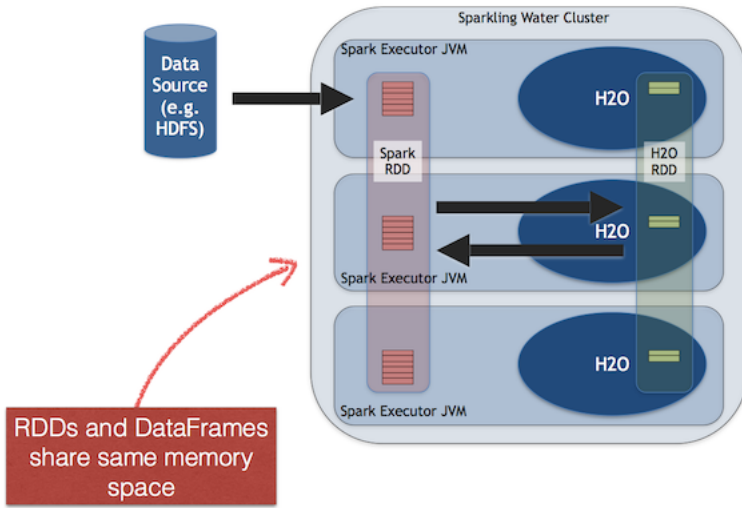 Sparkling Water Cluster
Spark Executor JVM
Data
Source
(e.g.
HDFS)
H2O
Spark
RDD
H2O
RDD
H2O
Spark Executor JVM
H2O
Spark Executor JVM
RDDs and DataFrames
share same memory
space